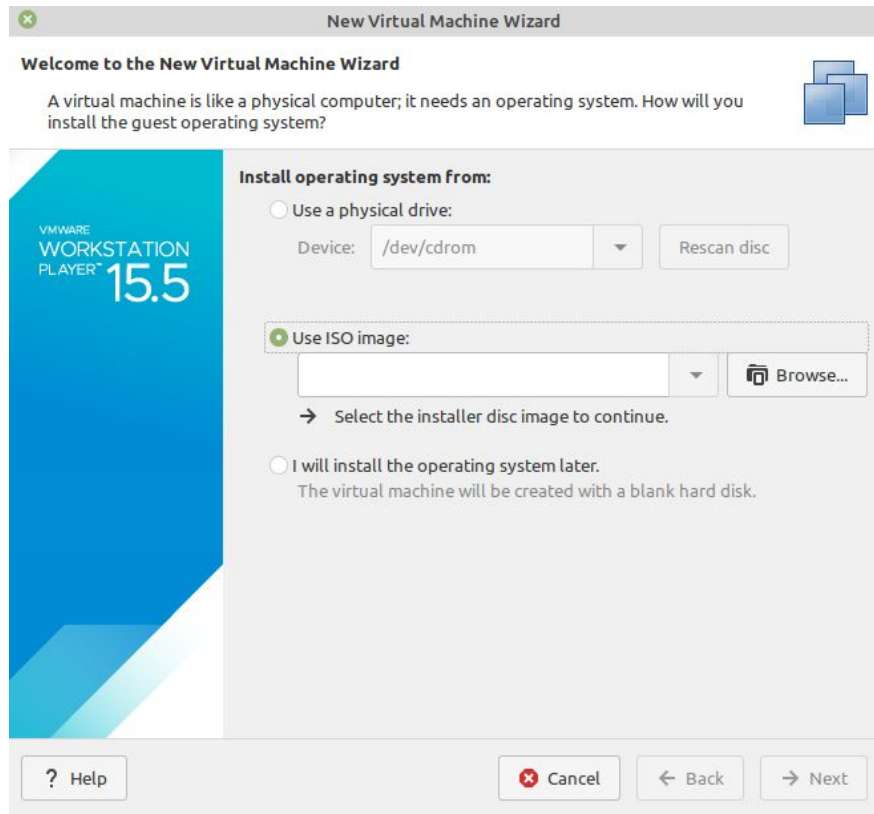 New Virtual Machine Wizard
Welcome to the New Virtual Machine Wizard
A virtual machine is like a physical computer; it needs an operating system. How will you
install the guest operating system?
VMWARE
WORKSTATION
PLAYER™ 15.5
Install operating system from:
Use a physical drive:
Device: /dev/cdrom Rescan disc
Use ISO image:
Browse...
→ Select the installer disc image to continue.
I will install the operating system later.
The virtual machine will be created with a blank hard disk.
? Help Cancel ← Back → Next